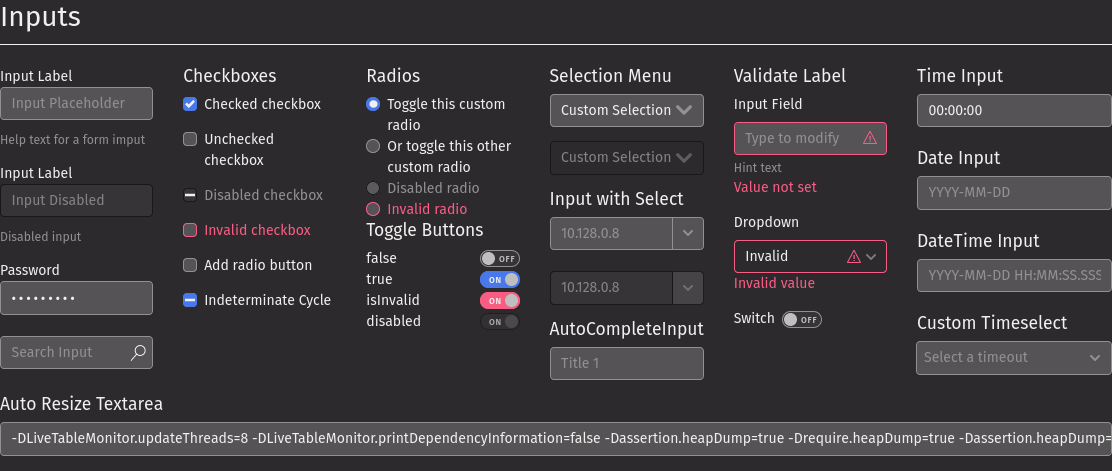 Inputs
Input Label
Input Placeholder
Help text for a form imput
Input Label
Input Disabled
Disabled input
Password
Search Input
Checkboxes
Checked checkbox
Unchecked
checkbox
Disabled checkbox
Invalid checkbox
Add radio button
Indeterminate Cycle
Radios
Toggle this custom
radio
Or toggle this other
custom radio
Disabled radio
Invalid radio
Toggle Buttons
false OFF
true ON
isInvalid ON
disabled ON
Selection Menu
Custom Selection
Custom Selection
Input with Select
10.128.0.8
10.128.0.8
AutoCompleteInput
Title 1
Validate Label
Input Field
Type to modify
Hint text
Value not set
Dropdown
Invalid
Invalid value
Switch OFF
Time Input
00:00:00
Date Input
YYYY-MM-DD
DateTime Input
YYYY-MM-DD HH:MM:SS.SSS
Custom Timeselect
Select a timeout
Auto Resize Textarea
-DLiveTableMonitor.updateThreads=8 -DLiveTableMonitor.printDependencyInformation=false -Dassertion.heapDump=true -Drequire.heapDump=true -Dassertion.heapDump=